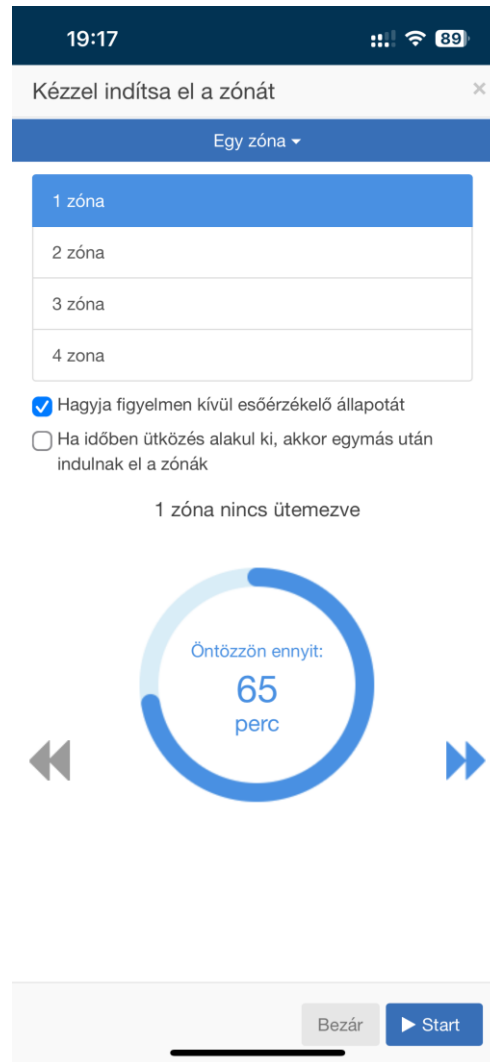 19:17
89
Kézzel indítsa el a zónát
×
Egy zóna
1 zóna
2 zóna
3 zóna
4 zona
Hagyja figyelmen kívül esőérzékelő állapotát
Ha időben ütközés alakul ki, akkor egymás után
indulnak el a zónák
1 zóna nincs ütemezve
Öntözzön ennyit:
65
perc
Bezár
Start